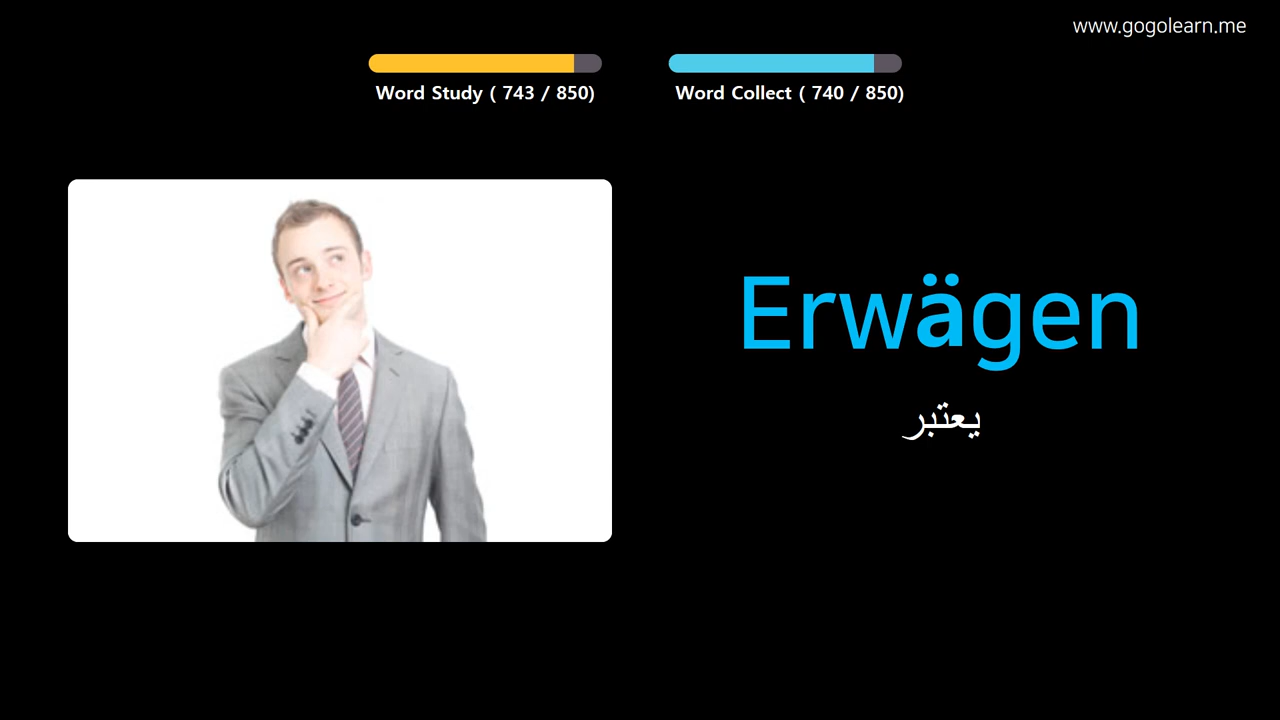 www.gogolearn.me
Word Study ( 743 / 850)
Word Collect ( 740 / 850)
Erwägen
يعتبر